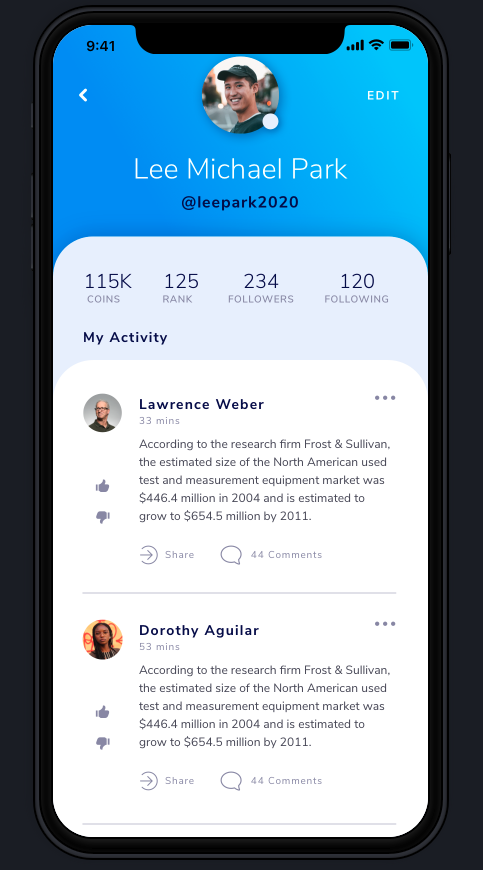 9:41
EDIT
Lee Michael Park
@leepark2020
115K 125 234 120
COINS RANK FOLLOWERS FOLLOWING
My Activity
Lawrence Weber
33 mins
According to the research firm Frost & Sullivan,
the estimated size of the North American used
test and measurement equipment market was
$446.4 million in 2004 and is estimated to
grow to $654.5 million by 2011.
Share 44 Comments
Dorothy Aguilar
53 mins
According to the research firm Frost & Sullivan,
the estimated size of the North American used
test and measurement equipment market was
$446.4 million in 2004 and is estimated to
grow to $654.5 million by 2011.
Share 44 Comments